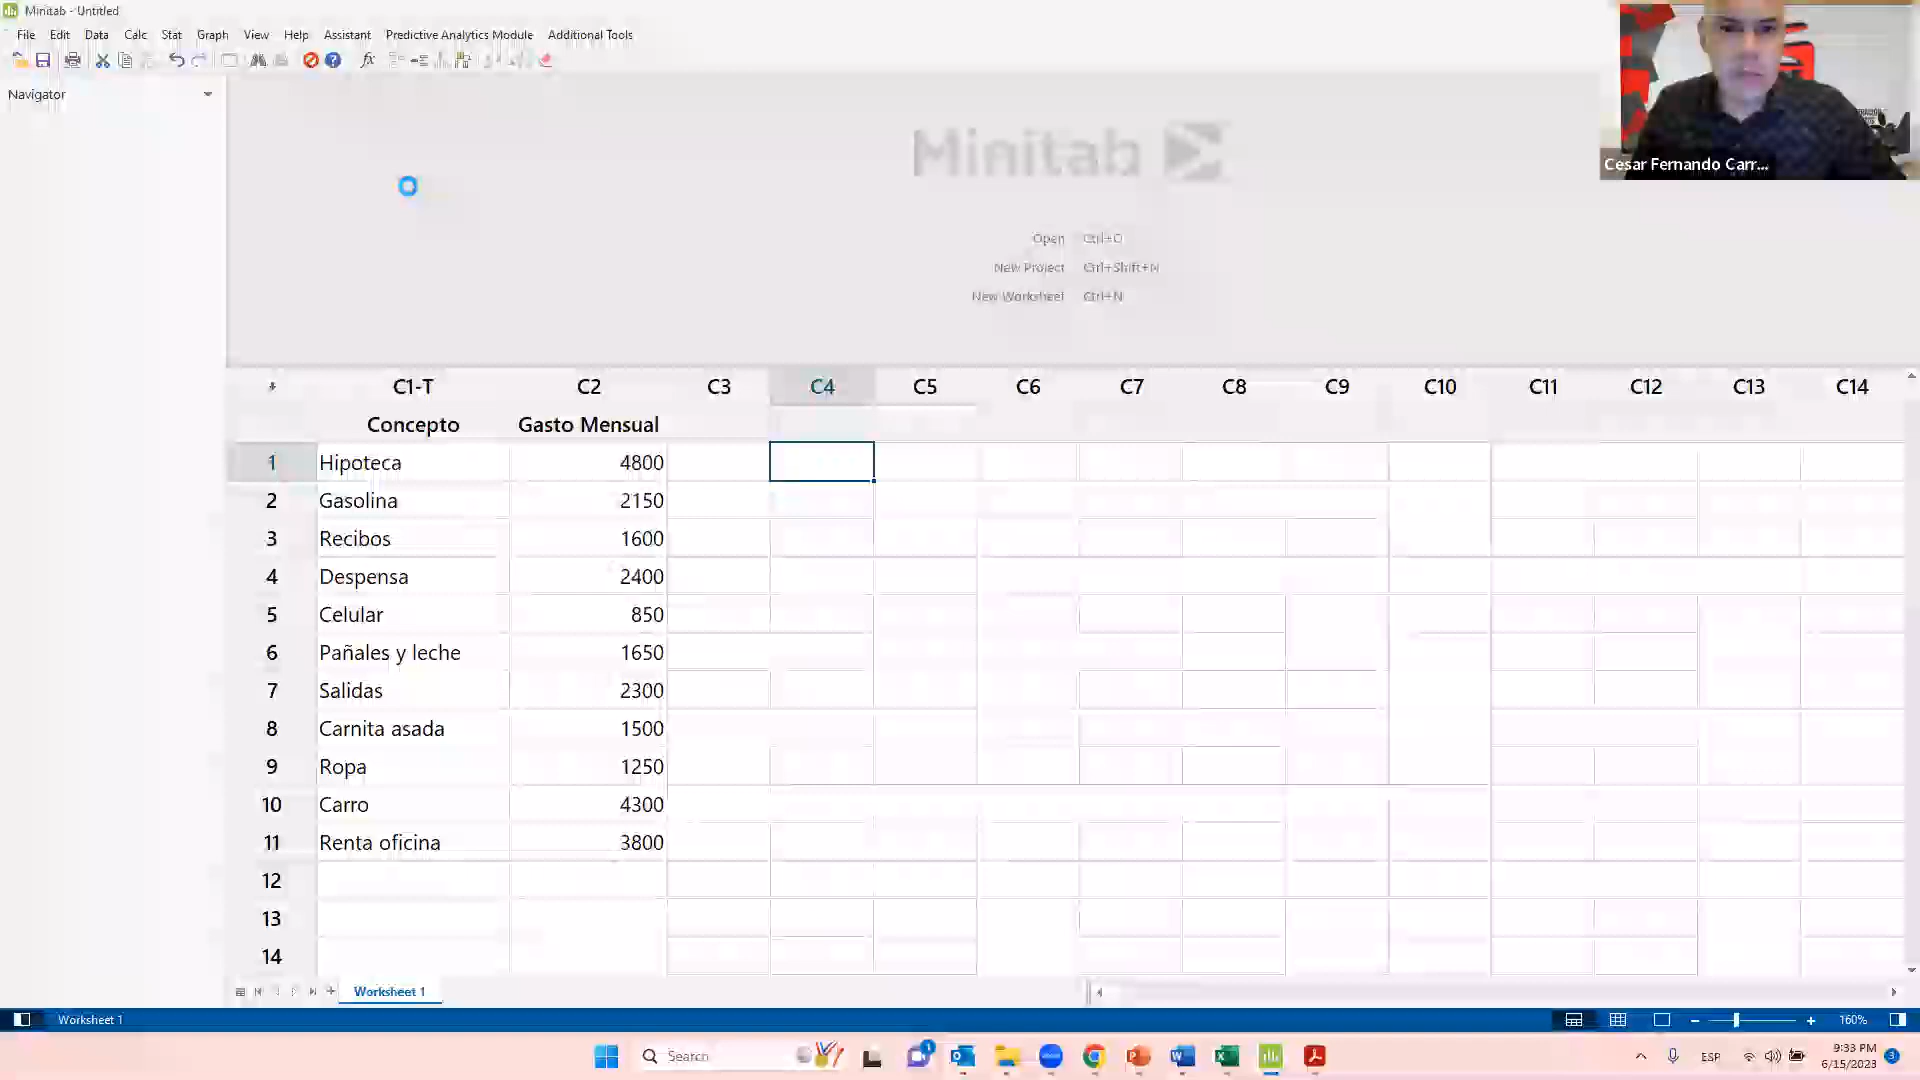 Minitab - Untitled
File Edit Data Calc Stat Graph View Help Assistant Predictive Analytics Module Additional Tools
Navigator
Minitab
Open Ctrl+O
New Project Ctrl+Shift+N
New Worksheet Ctrl+N
Cesar Fernando Carr...
C1-T C2 C3 C4 C5 C6 C7 C8 C9 C10 C11 C12 C13 C14
Concepto Gasto Mensual
1 Hipoteca 4800
2 Gasolina 2150
3 Recibos 1600
4 Despensa 2400
5 Celular 850
6 Pañales y leche 1650
7 Salidas 2300
8 Carnita asada 1500
9 Ropa 1250
10 Carro 4300
11 Renta oficina 3800
12
13
14
Worksheet 1
Worksheet 1 160%
Search ESP 9:33 PM
6/15/2023